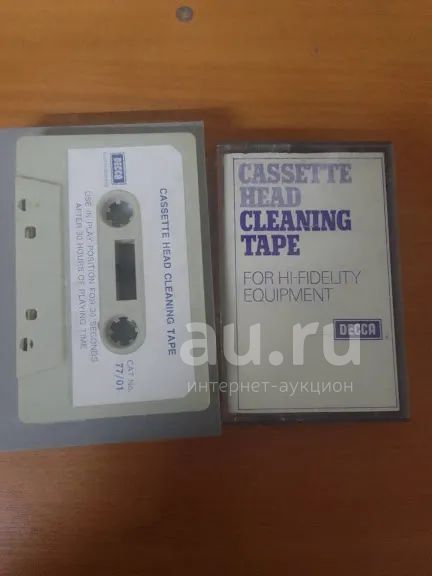 DECCA
CASSETTE HEAD CLEANING TAPE
USE IN PLAY POSITION FOR 30 SECONDS
AFTER 30 HOURS OF PLAYING TIME
CAT. No.
77/01
CASSETTE
HEAD
CLEANING
TAPE
FOR HI-FIDELITY
EQUIPMENT
DECCA
au.ru
интернет-аукцион